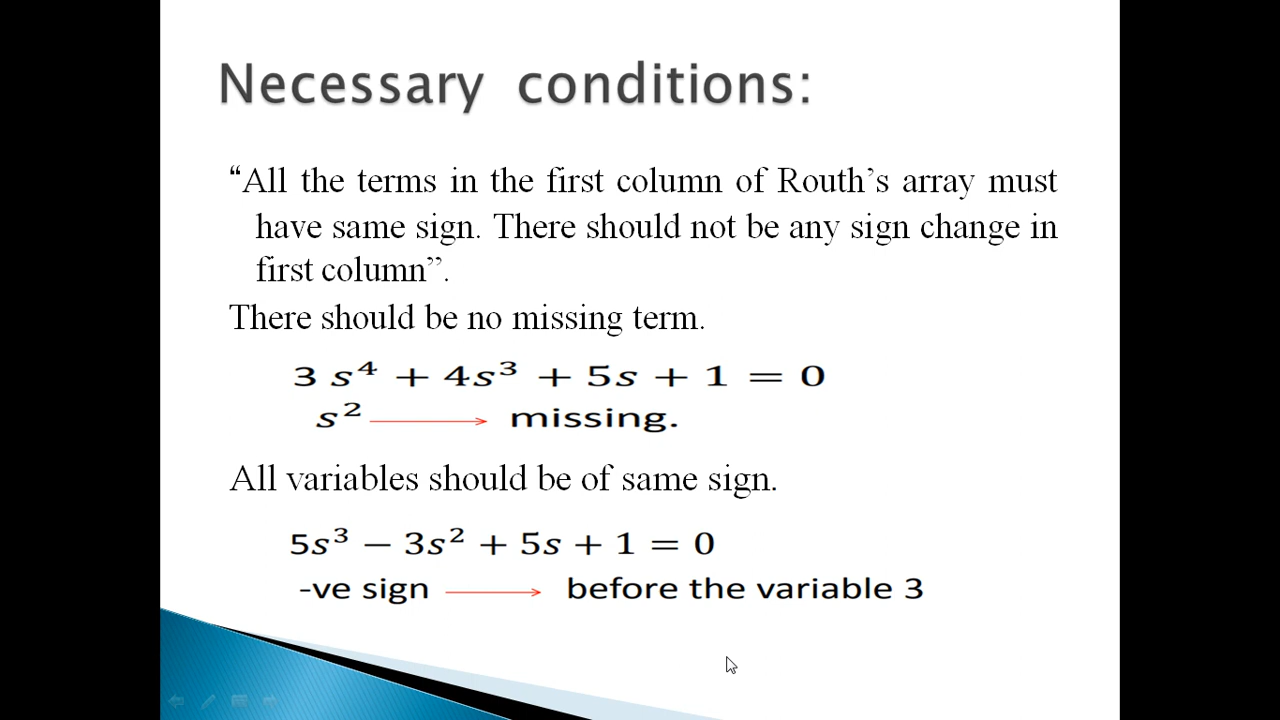 Necessary conditions:
“All the terms in the first column of Routh’s array must
have same sign. There should not be any sign change in
first column”.
There should be no missing term.
3 s⁴ + 4s³ + 5s + 1 = 0
s² → missing.
All variables should be of same sign.
5s³ − 3s² + 5s + 1 = 0
-ve sign → before the variable 3